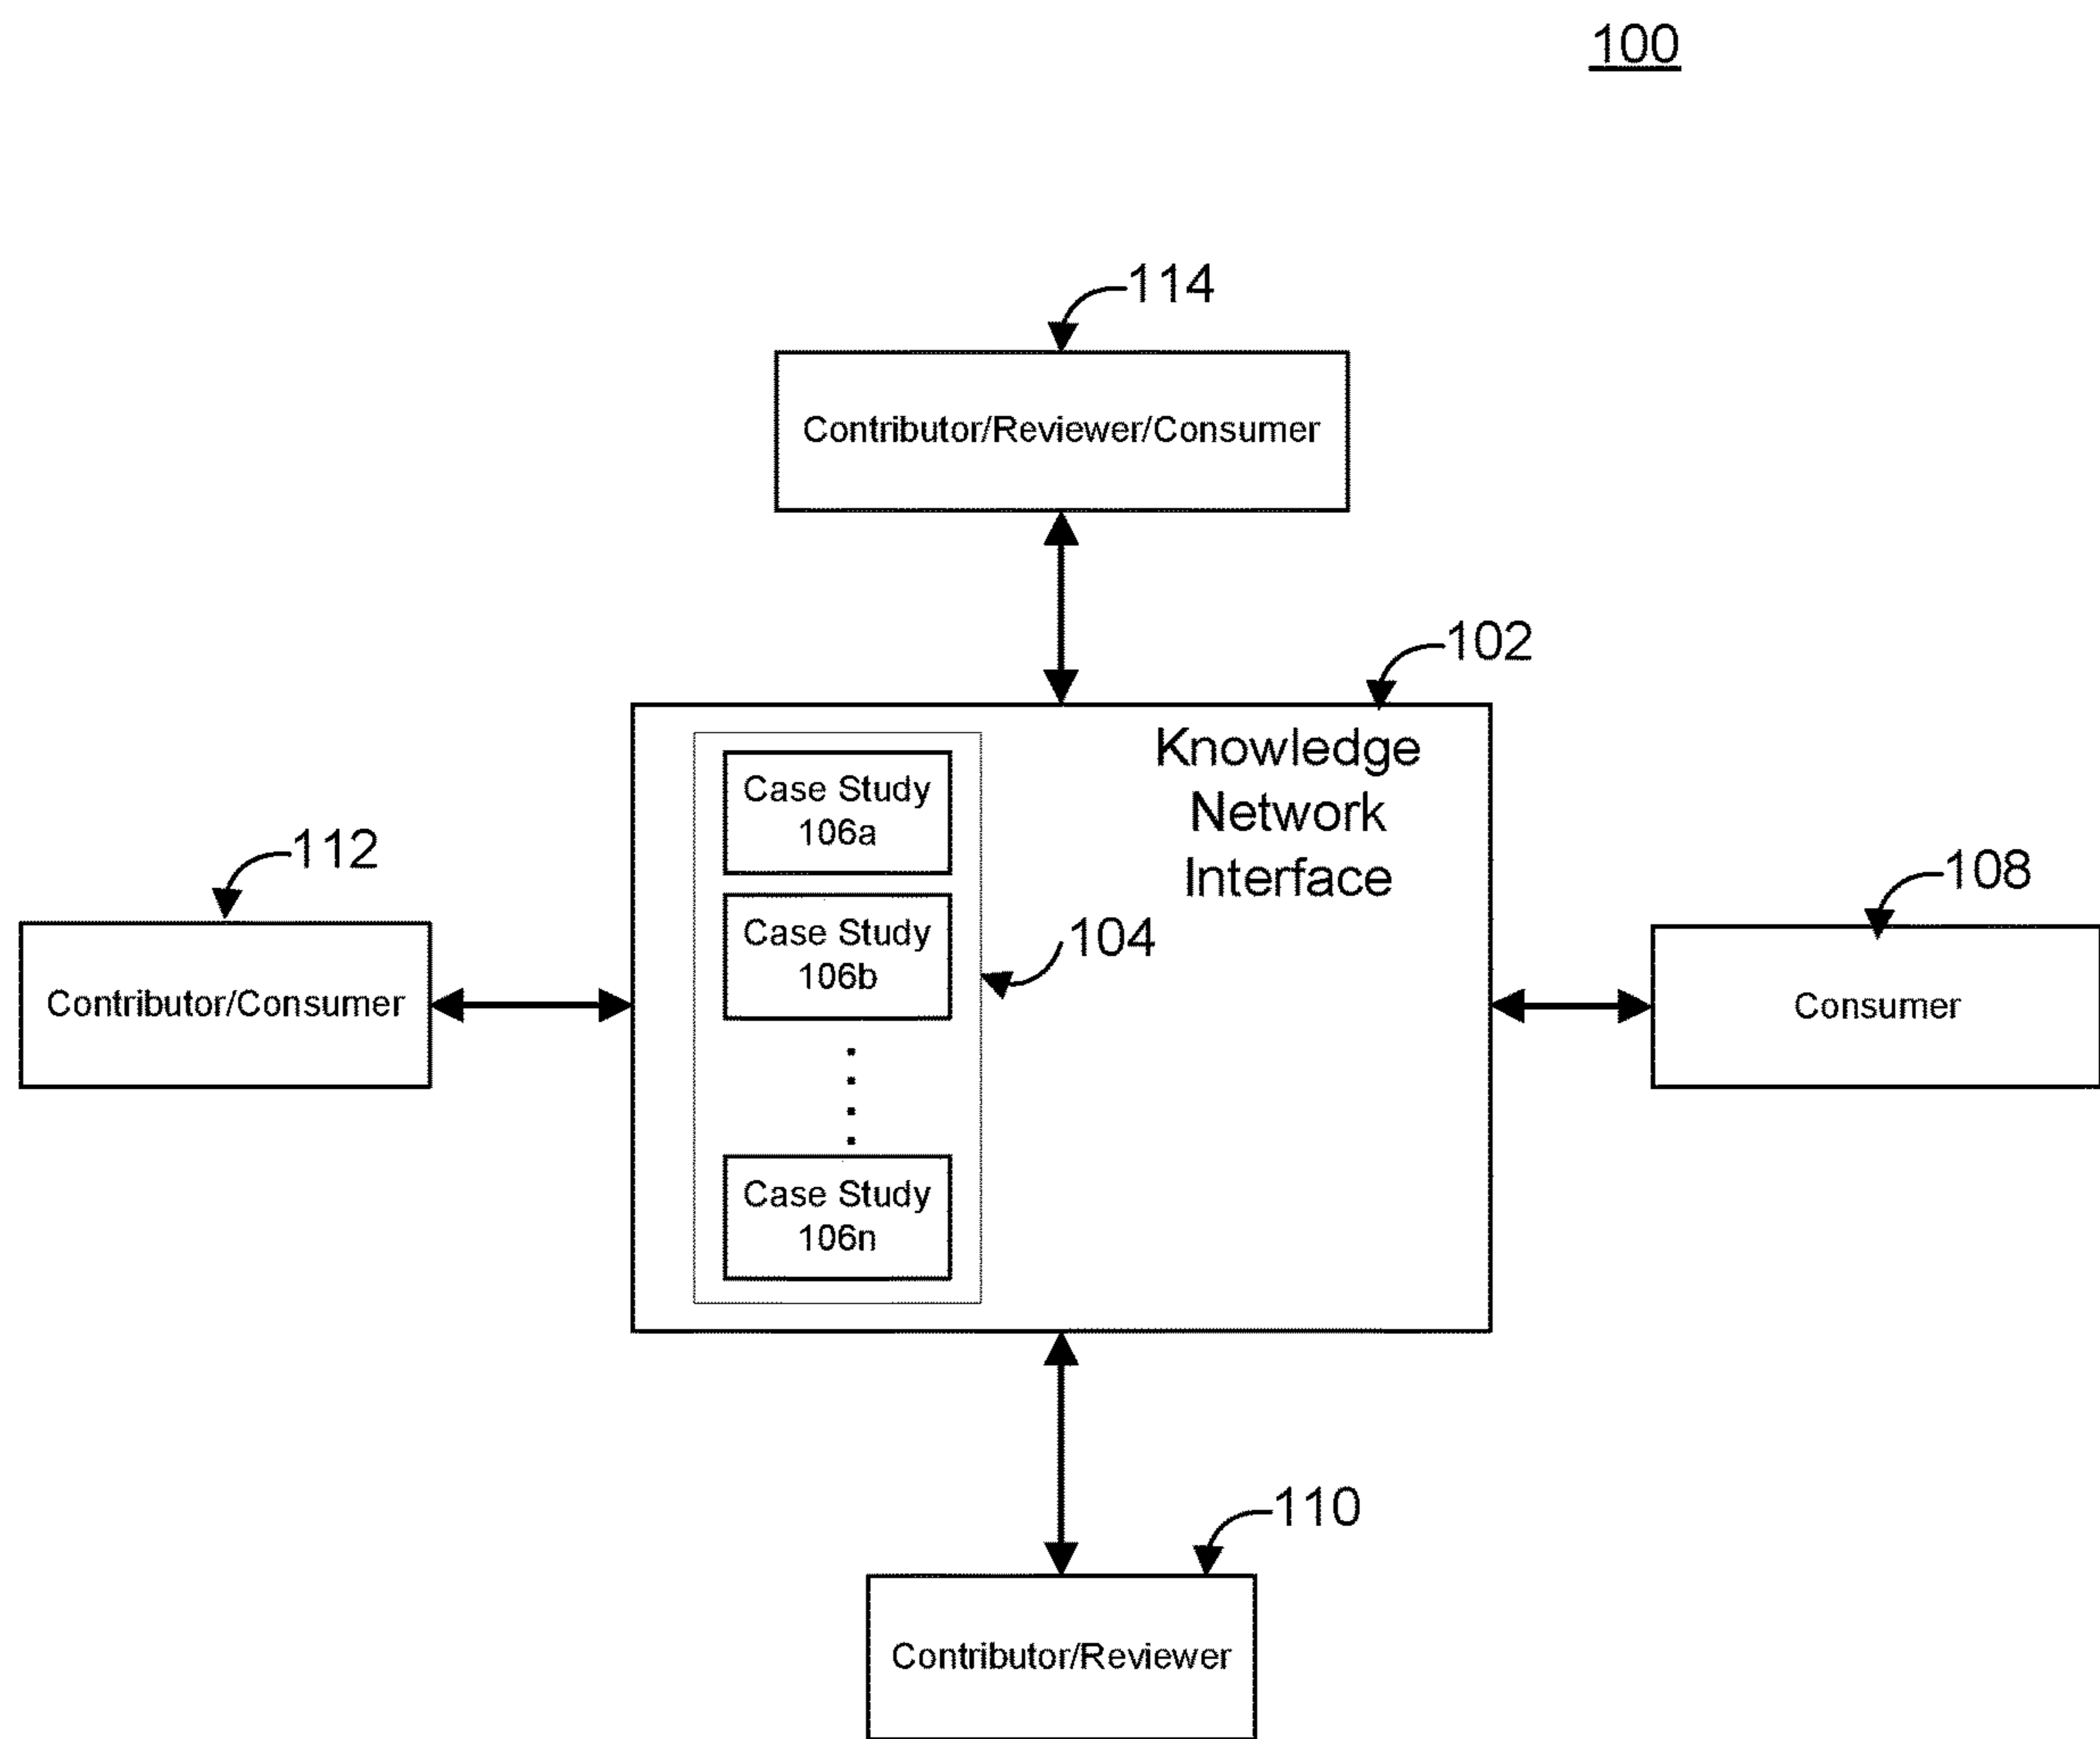 100
114
Contributor/Reviewer/Consumer
102
Knowledge
Network
Interface
Case Study
106a
112
Case Study
106b
104
108
Contributor/Consumer
Consumer
Case Study
106n
110
Contributor/Reviewer